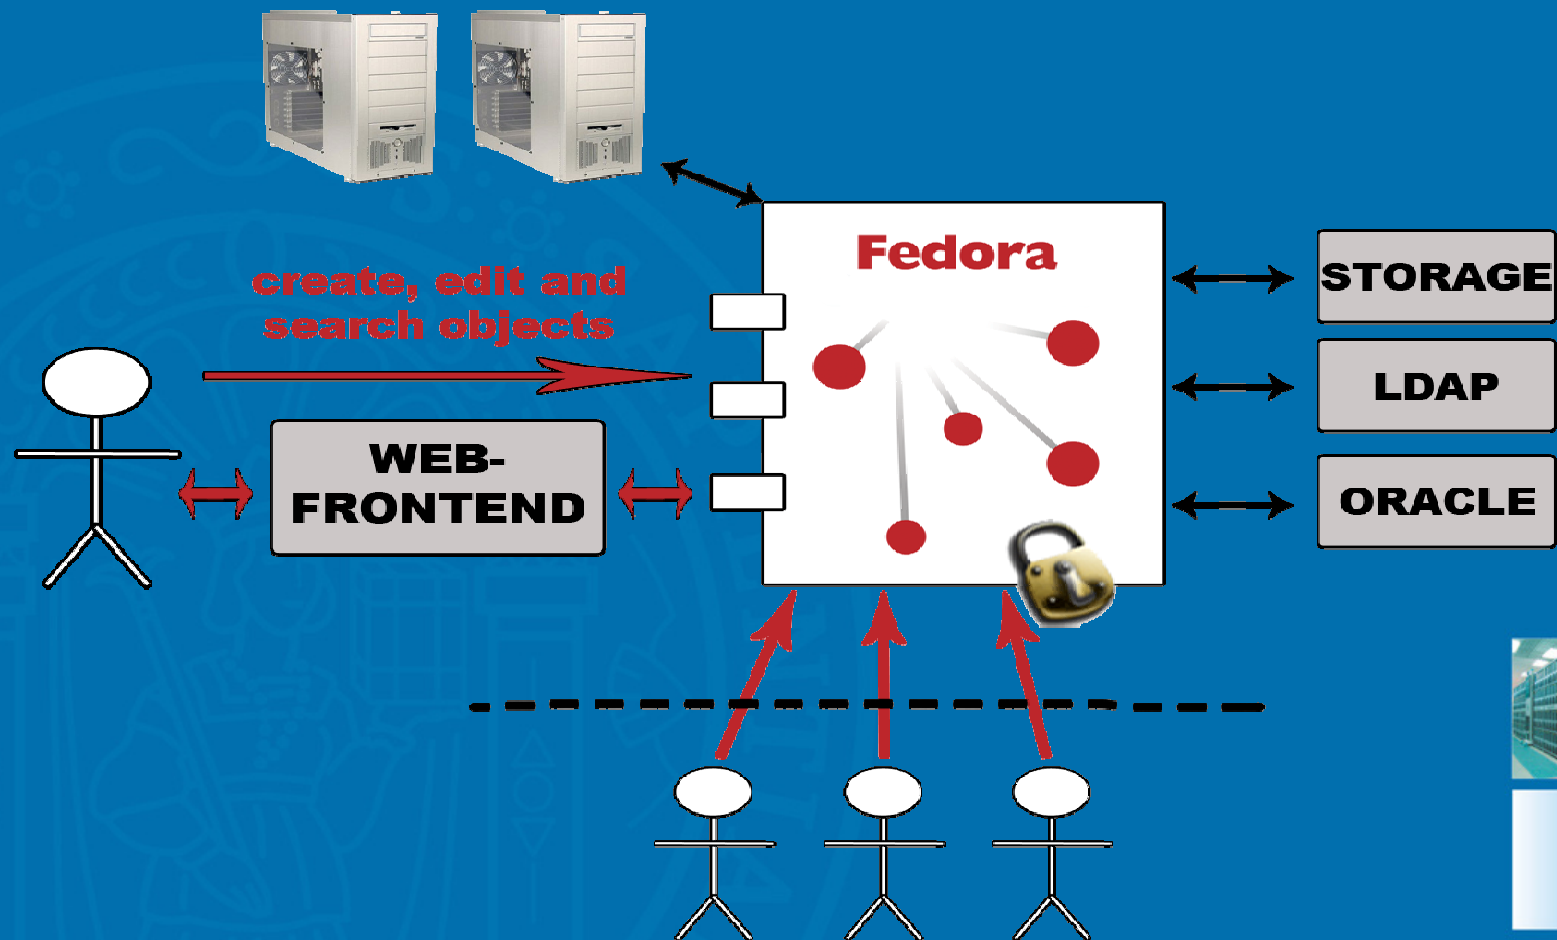 Fedora
create, edit and
search objects
WEB-
FRONTEND
STORAGE
LDAP
ORACLE